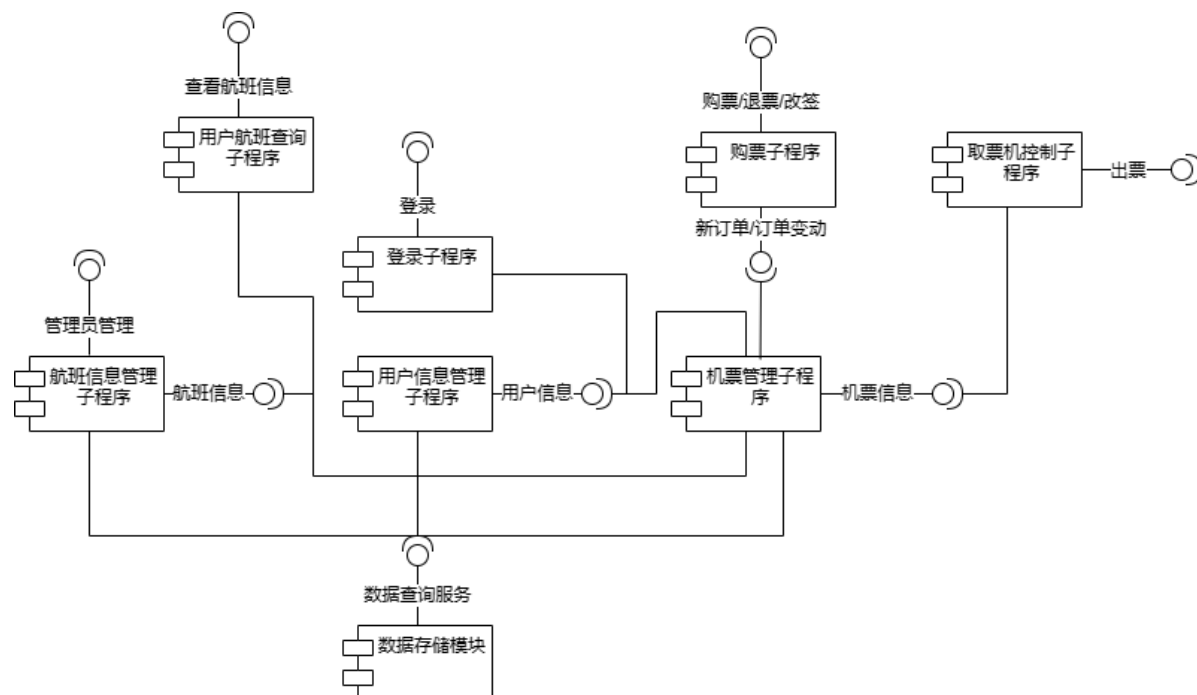 查看航班信息
用户航班查询
子程序
购票/退票/改签
购票子程序
取票机控制子
程序
出票
登录
登录子程序
新订单/订单变动
管理员管理
航班信息管理
子程序
航班信息
用户信息管理
子程序
用户信息
机票管理子程
序
机票信息
数据查询服务
数据存储模块